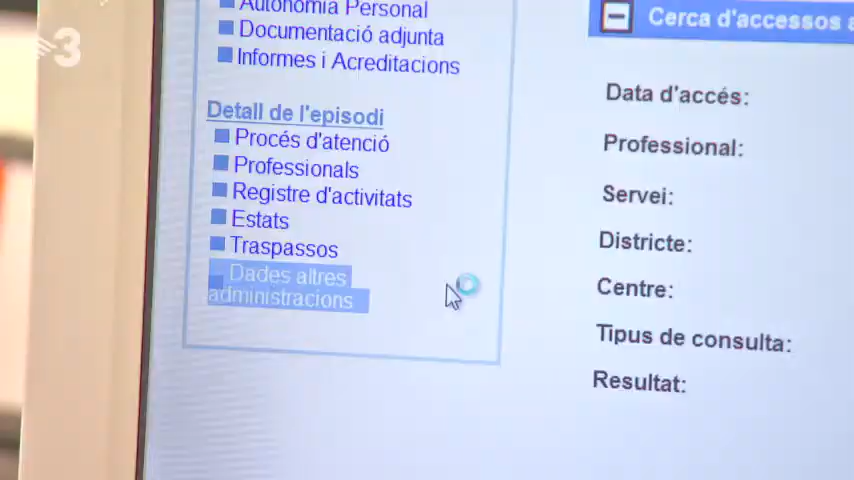 3
Autonomia Personal
Documentació adjunta
Informes i Acreditacions
Detall de l'episodi
Procés d'atenció
Professionals
Registre d'activitats
Estats
Traspassos
Dades altres
administracions
Cerca d'accessos a
Data d'accés:
Professional:
Servei:
Districte:
Centre:
Tipus de consulta:
Resultat: